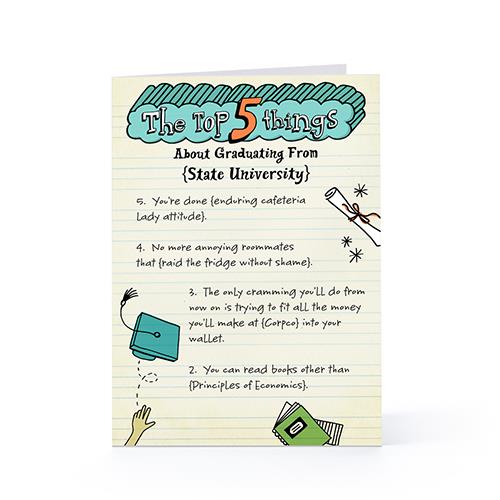 The Top 5 things
About Graduating From
{State University}
5. You're done {enduring cafeteria
lady attitude}.
4. No more annoying roommates
that {raid the fridge without shame}.
3. The only cramming you'll do from
now on is trying to fit all the money
you'll make at {Corpco} into your
wallet.
2. You can read books other than
{Principles of Economics}.